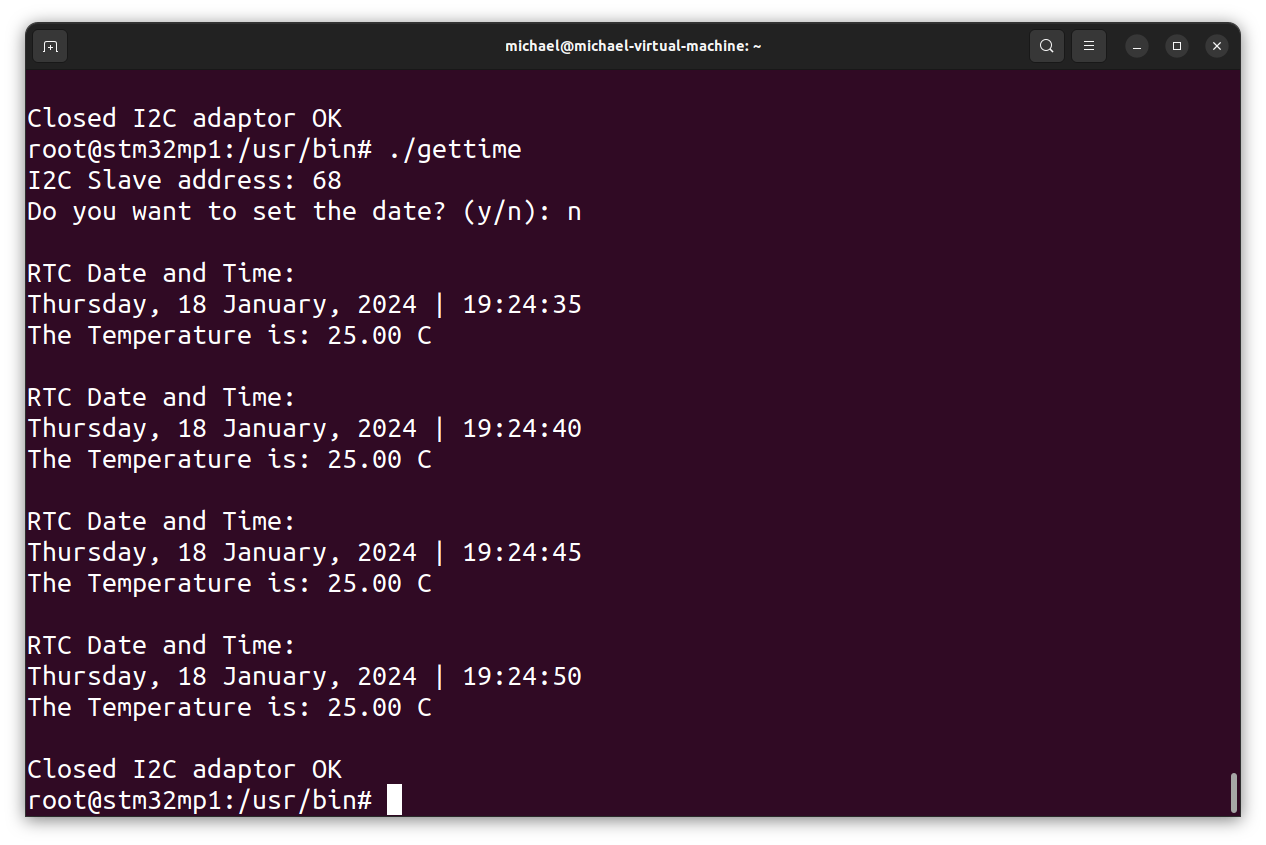 michael@michael-virtual-machine: ~
Closed I2C adaptor OK
root@stm32mp1:/usr/bin# ./gettime
I2C Slave address: 68
Do you want to set the date? (y/n): n
RTC Date and Time:
Thursday, 18 January, 2024 | 19:24:35
The Temperature is: 25.00 C
RTC Date and Time:
Thursday, 18 January, 2024 | 19:24:40
The Temperature is: 25.00 C
RTC Date and Time:
Thursday, 18 January, 2024 | 19:24:45
The Temperature is: 25.00 C
RTC Date and Time:
Thursday, 18 January, 2024 | 19:24:50
The Temperature is: 25.00 C
Closed I2C adaptor OK
root@stm32mp1:/usr/bin#